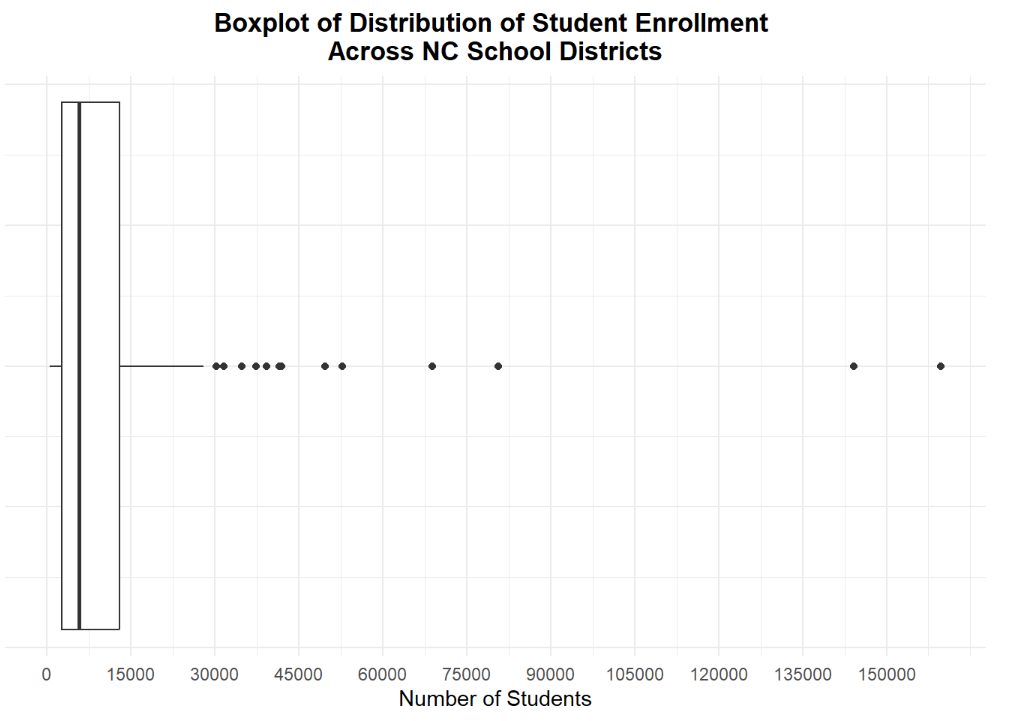 Boxplot of Distribution of Student Enrollment
Across NC School Districts
0 15000 30000 45000 60000 75000 90000 105000 120000 135000 150000
Number of Students